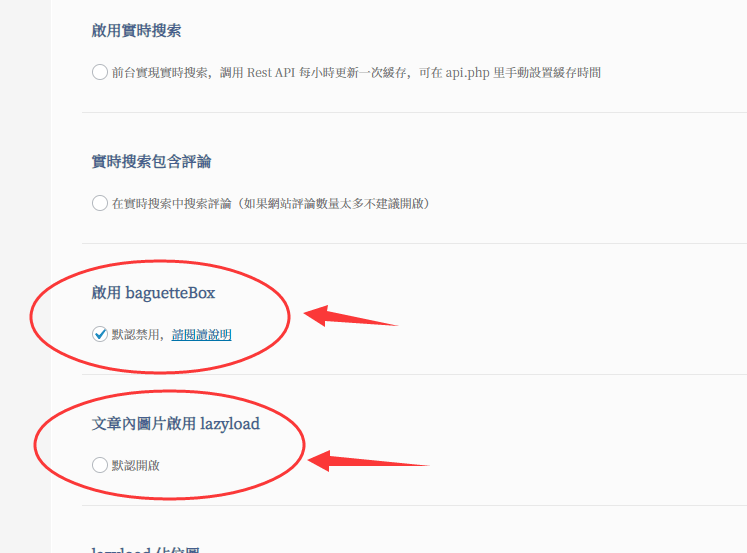 啟用實時搜索
前台實現實時搜索，調用 Rest API 每小時更新一次緩存，可在 api.php 里手動設置緩存時間
實時搜索包含評論
在實時搜索中搜索評論（如果網站評論數量太多不建議開啟）
啟用 baguetteBox
默認禁用，請閱讀說明
文章內圖片啟用 lazyload
默認開啟
lazyload 佔位圖